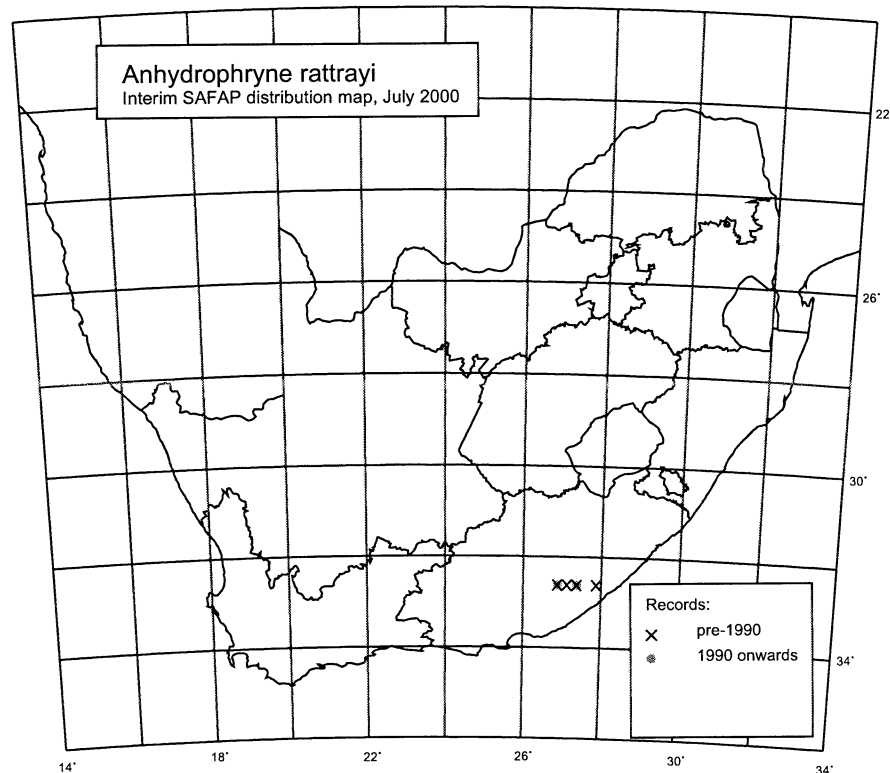 Anhydrophryne rattrayi
Interim SAFAP distribution map, July 2000
22
26°
30°
Records:
pre-1990
1990 onwards
34°
14°
18°
22°
26°
30°
34°